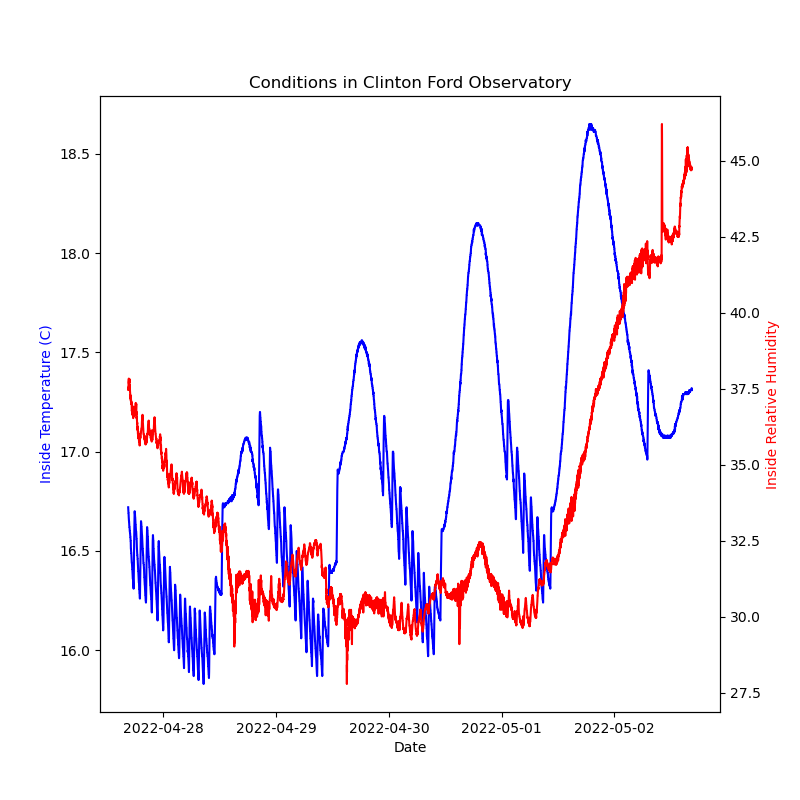 Conditions in Clinton Ford Observatory
Inside Temperature (C)
18.5
18.0
17.5
17.0
16.5
16.0
45.0
42.5
40.0
37.5
35.0
32.5
30.0
27.5
Inside Relative Humidity
2022-04-28 2022-04-29 2022-04-30 2022-05-01 2022-05-02
Date